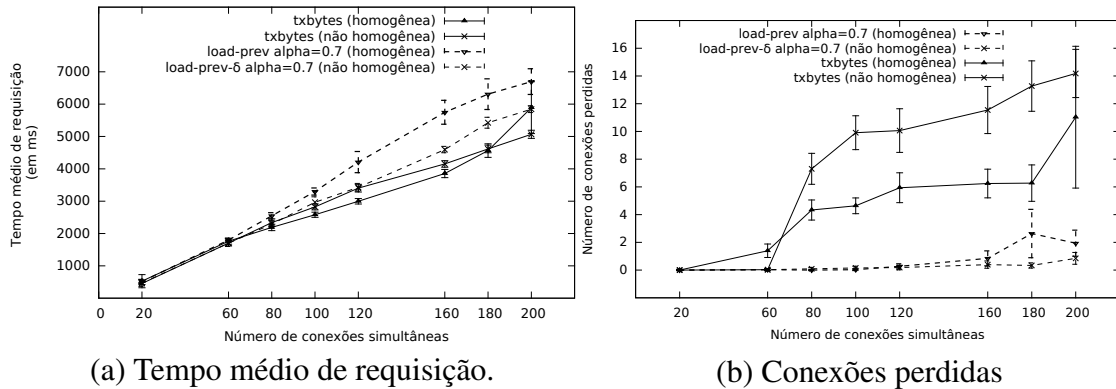 txbytes (homogênea)
txbytes (não homogênea)
load-prev alpha=0.7 (homogênea)
load-prev-δ alpha=0.7 (não homogênea)
7000
6000
5000
4000
3000
2000
1000
Tempo médio de requisição
(em ms)
0 20 60 80 100 120 160 180 200
Número de conexões simultâneas
(a) Tempo médio de requisição.
load-prev alpha=0.7 (homogênea)
load-prev-δ alpha=0.7 (não homogênea)
txbytes (homogênea)
txbytes (não homogênea)
16
14
12
10
8
6
4
2
0
Número de conexões perdidas
20 60 80 100 120 160 180 200
Número de conexões simultâneas
(b) Conexões perdidas